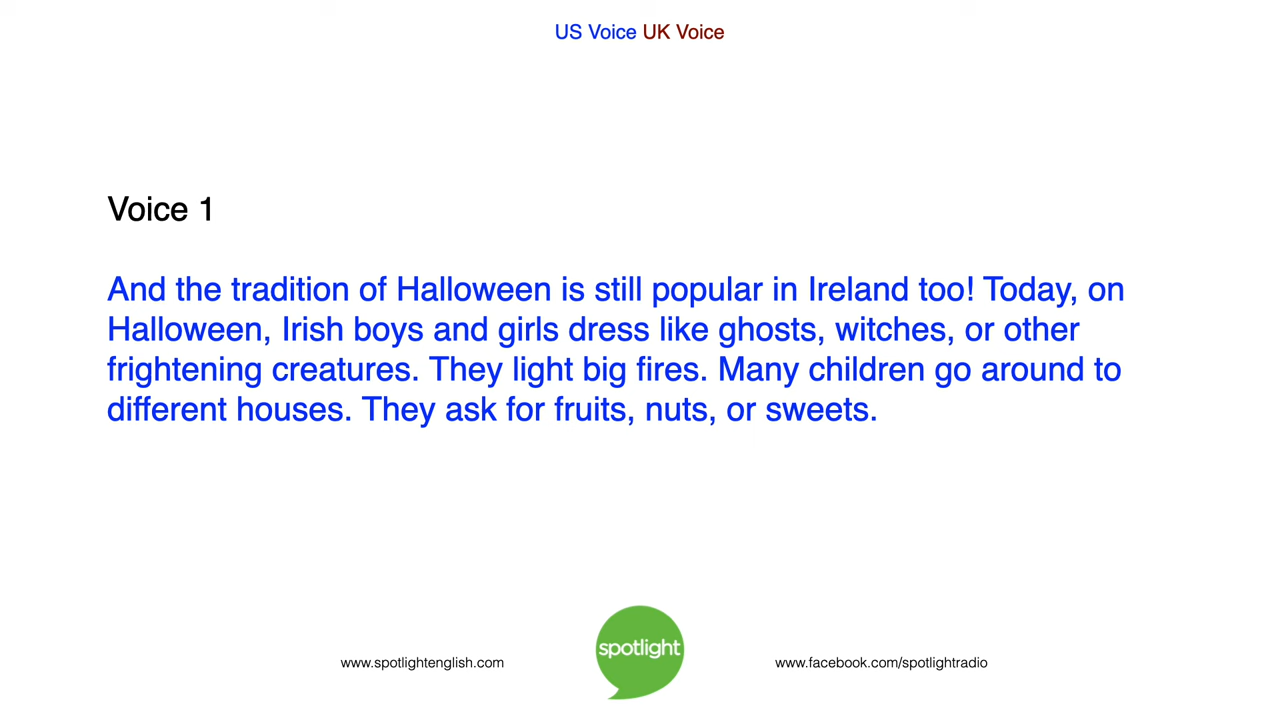 US Voice UK Voice
Voice 1
And the tradition of Halloween is still popular in Ireland too! Today, on
Halloween, Irish boys and girls dress like ghosts, witches, or other
frightening creatures. They light big fires. Many children go around to
different houses. They ask for fruits, nuts, or sweets.
www.spotlightenglish.com
spotlight
www.facebook.com/spotlightradio